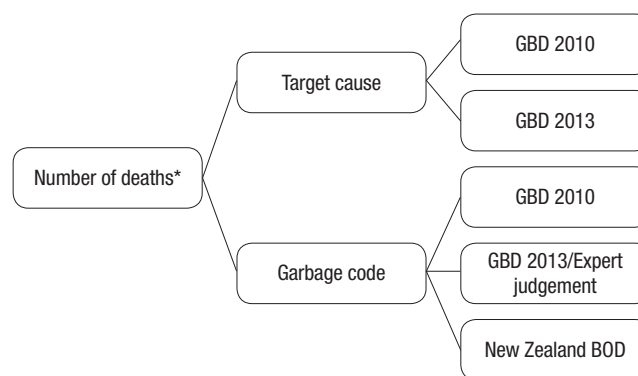 GBD 2010
Target cause
GBD 2013
Number of deaths*
GBD 2010
Garbage code
GBD 2013/Expert
judgement
New Zealand BOD